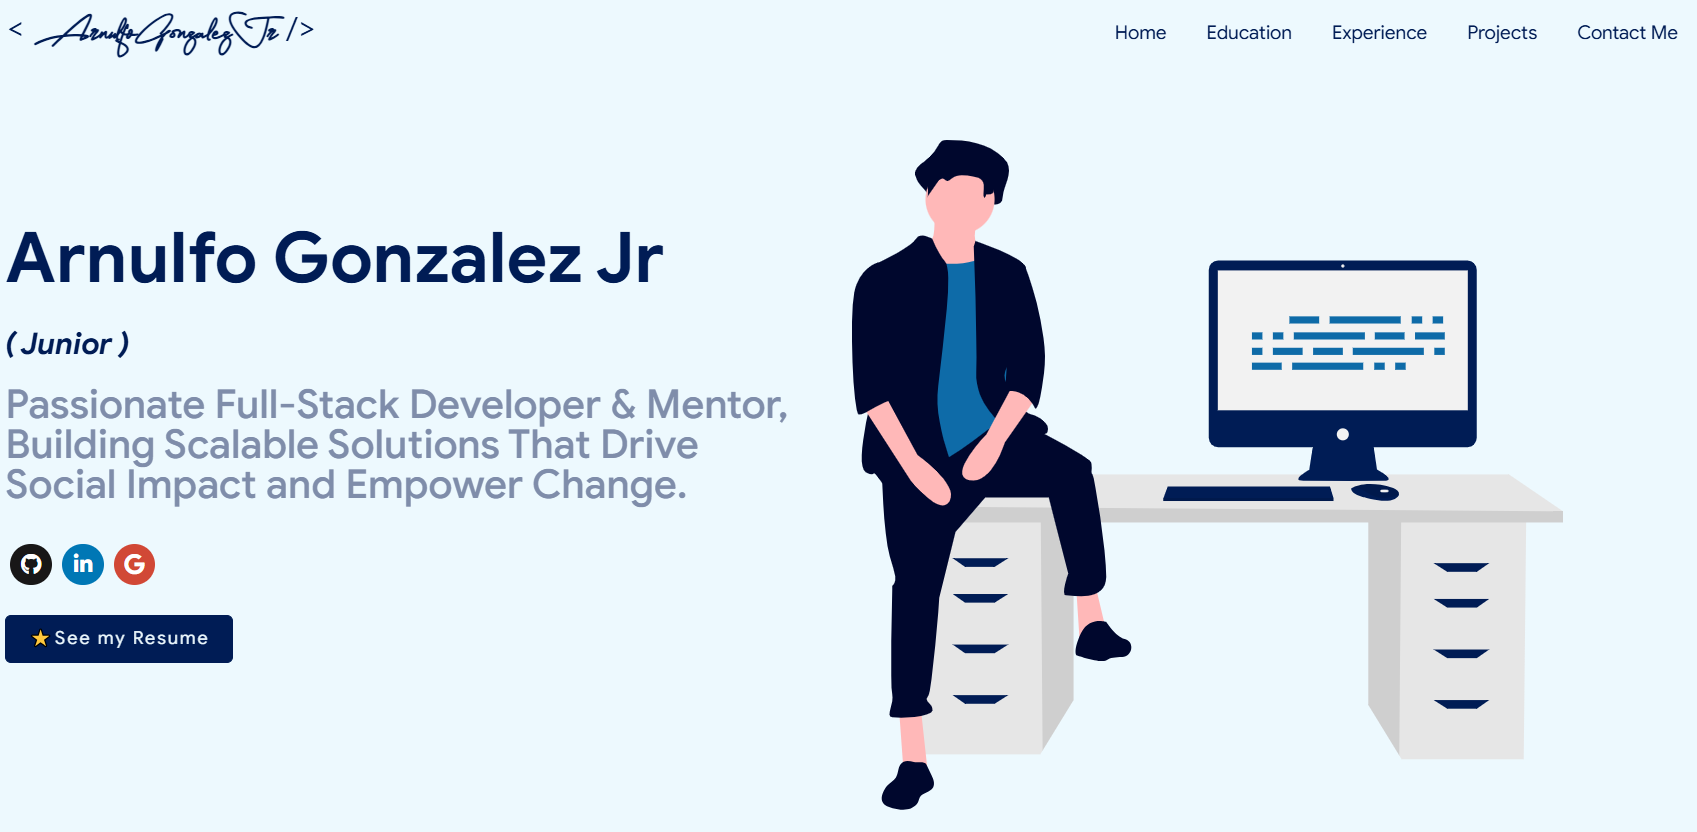 < Arnulfo Gonzalez Jr />
Home Education Experience Projects Contact Me
Arnulfo Gonzalez Jr
( Junior )
Passionate Full-Stack Developer & Mentor,
Building Scalable Solutions That Drive
Social Impact and Empower Change.
in G
⭐ See my Resume